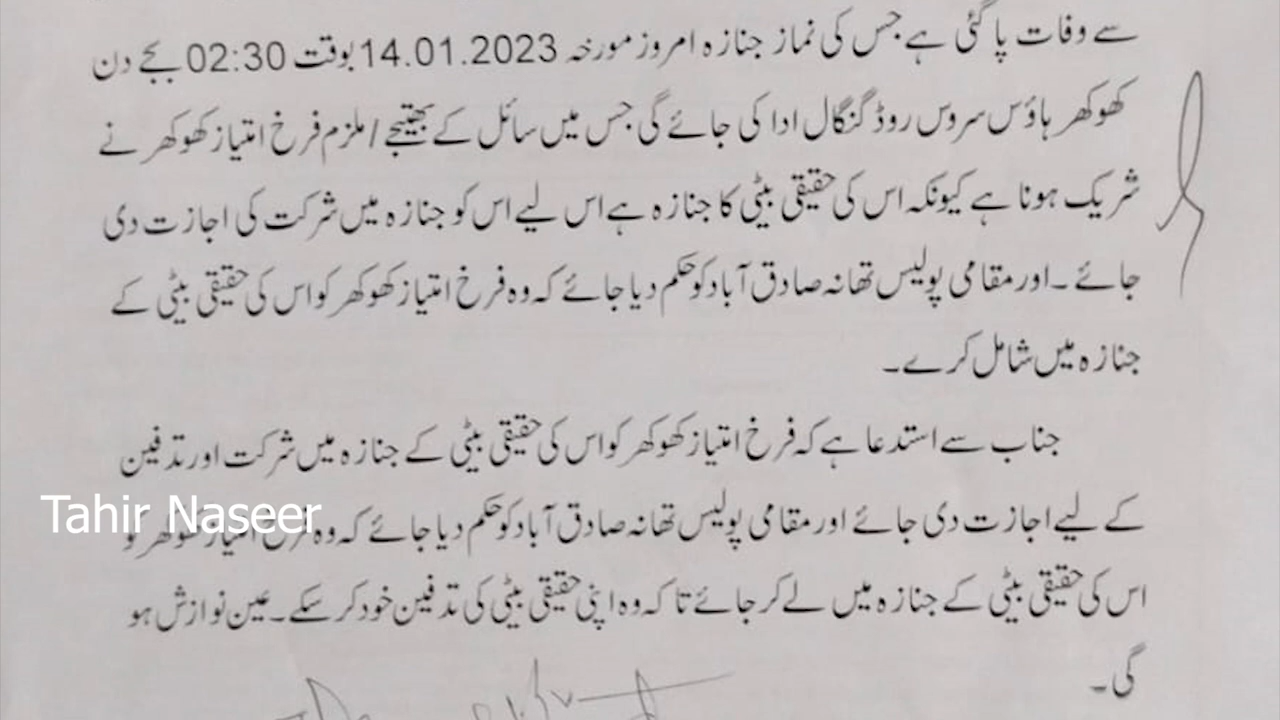 سے وفات پا گئی ہے جس کی نماز جنازہ امروز مورخہ 14.01.2023 بوقت 02:30 بجے دن
کھوکھر ہاؤس سروس روڈ گنگال ادا کی جائے گی جس میں سائل کے بھتیجے / ملزم فرخ امتیاز کھوکھر نے
شریک ہونا ہے کیونکہ اس کی حقیقی بیٹی کا جنازہ ہے اس لیے اس کو جنازہ میں شرکت کی اجازت دی
جائے ۔ اور مقامی پولیس تھانہ صادق آباد کو حکم دیا جائے کہ وہ فرخ امتیاز کھوکھر کو اس کی حقیقی بیٹی کے
جنازہ میں شامل کرے ۔
جناب سے استدعا ہے کہ فرخ امتیاز کھوکھر کو اس کی حقیقی بیٹی کے جنازہ میں شرکت اور تدفین
کے لیے اجازت دی جائے اور مقامی پولیس تھانہ صادق آباد کو حکم دیا جائے کہ وہ فرخ امتیاز کھوکھر کو
Tahir Naseer
اس کی حقیقی بیٹی کے جنازہ میں لے کر جائے تا کہ وہ اپنی حقیقی بیٹی کی تدفین خود کر سکے ۔ عین نوازش ہو
گی ۔